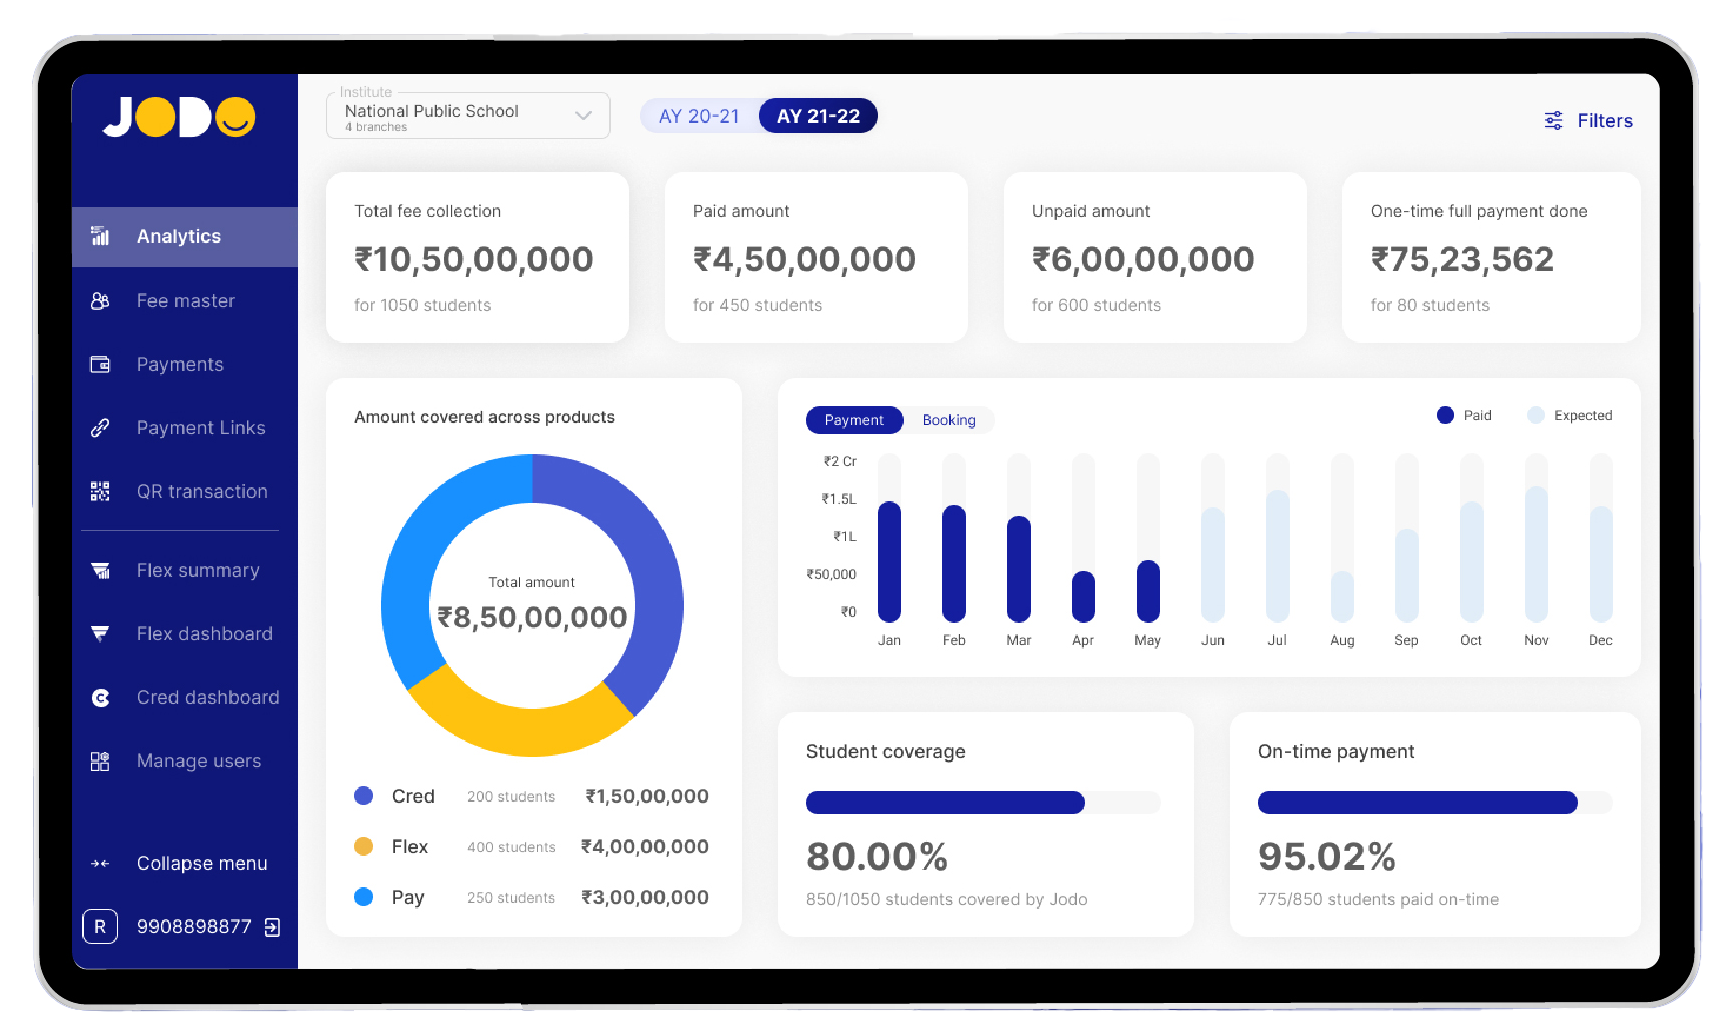 JODO
Analytics
Fee master
Payments
Payment Links
QR transaction
Flex summary
Flex dashboard
Cred dashboard
Manage users
Collapse menu
R 9908898877
Institute
National Public School
4 branches
AY 20-21 AY 21-22
Filters
Total fee collection
₹10,50,00,000
for 1050 students
Paid amount
₹4,50,00,000
for 450 students
Unpaid amount
₹6,00,00,000
for 600 students
One-time full payment done
₹75,23,562
for 80 students
Amount covered across products
Total amount
₹8,50,00,000
Cred 200 students ₹1,50,00,000
Flex 400 students ₹4,00,00,000
Pay 250 students ₹3,00,00,000
Payment Booking
Paid Expected
₹2 Cr
₹1.5L
₹1L
₹50,000
₹0
Jan Feb Mar Apr May Jun Jul Aug Sep Oct Nov Dec
Student coverage
80.00%
850/1050 students covered by Jodo
On-time payment
95.02%
775/850 students paid on-time